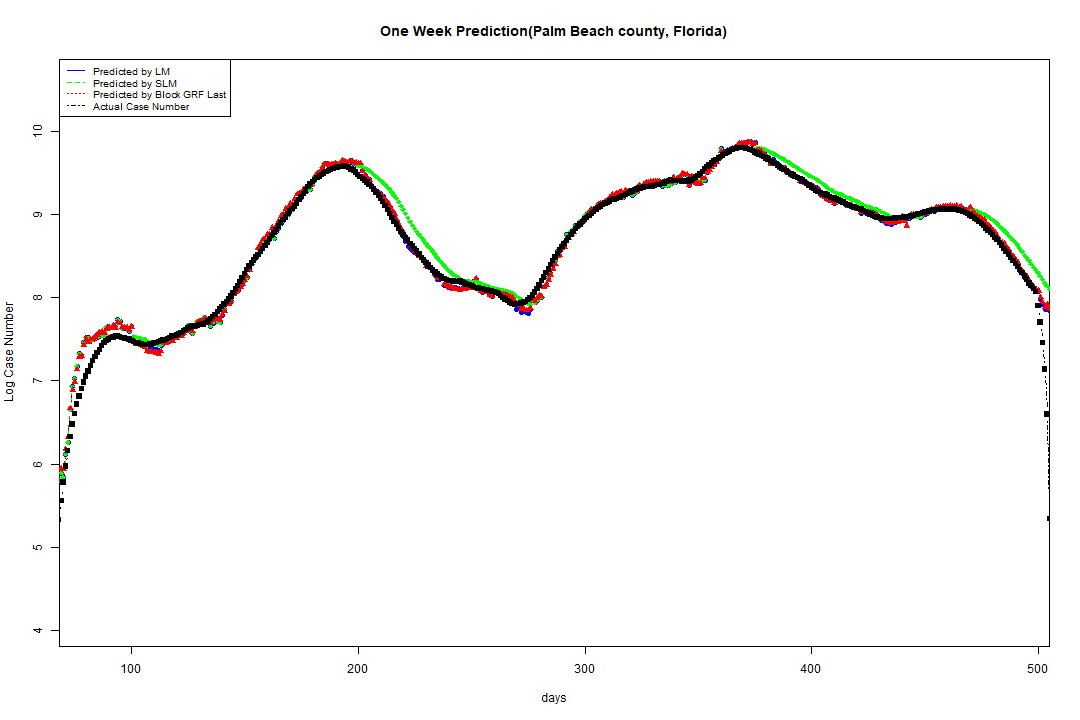 One Week Prediction(Palm Beach county, Florida)
Predicted by LM
Predicted by SLM
Predicted by Block GRF Last
Actual Case Number
Log Case Number
10
9
8
7
6
5
4
100 200 300 400 500
days